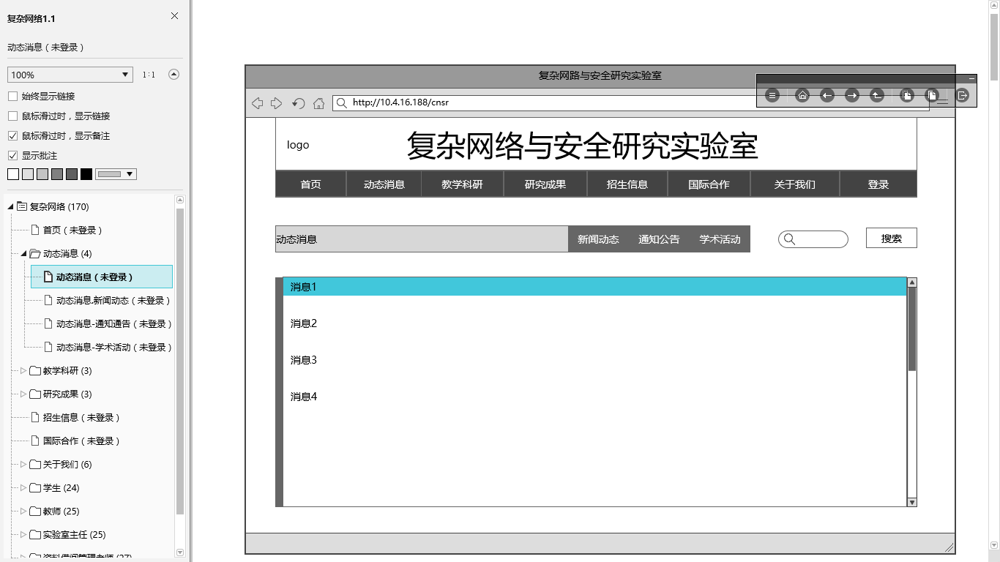 复杂网络1.1
动态消息（未登录）
100%
1:1
始终显示链接
鼠标滑过时，显示链接
鼠标滑过时，显示备注
显示批注
复杂网络 (170)
首页（未登录）
动态消息 (4)
动态消息（未登录）
动态消息.新闻动态（未登录）
动态消息-通知通告（未登录）
动态消息-学术活动（未登录）
教学科研 (3)
研究成果 (3)
招生信息（未登录）
国际合作（未登录）
关于我们 (6)
学生 (24)
教师 (25)
实验室主任 (25)
资料借阅管理老师 (27)
复杂网路与安全研究实验室
http://10.4.16.188/cnsr
logo
复杂网络与安全研究实验室
首页 动态消息 教学科研 研究成果 招生信息 国际合作 关于我们 登录
动态消息 新闻动态 通知公告 学术活动 搜索
消息1
消息2
消息3
消息4